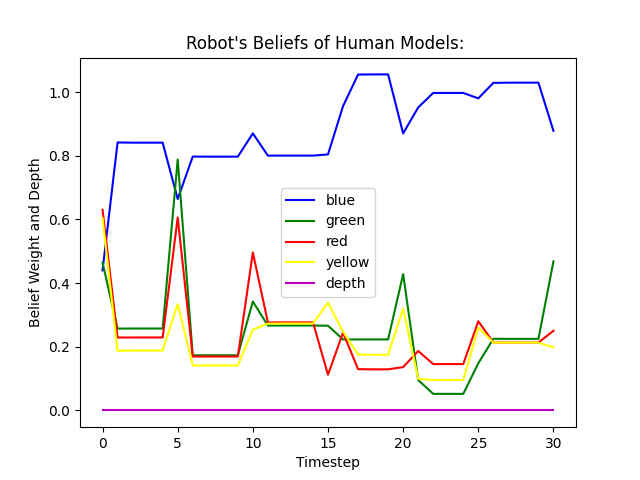 Robot's Beliefs of Human Models:
Belief Weight and Depth
1.0
0.8
0.6
0.4
0.2
0.0
blue
green
red
yellow
depth
0 5 10 15 20 25 30
Timestep